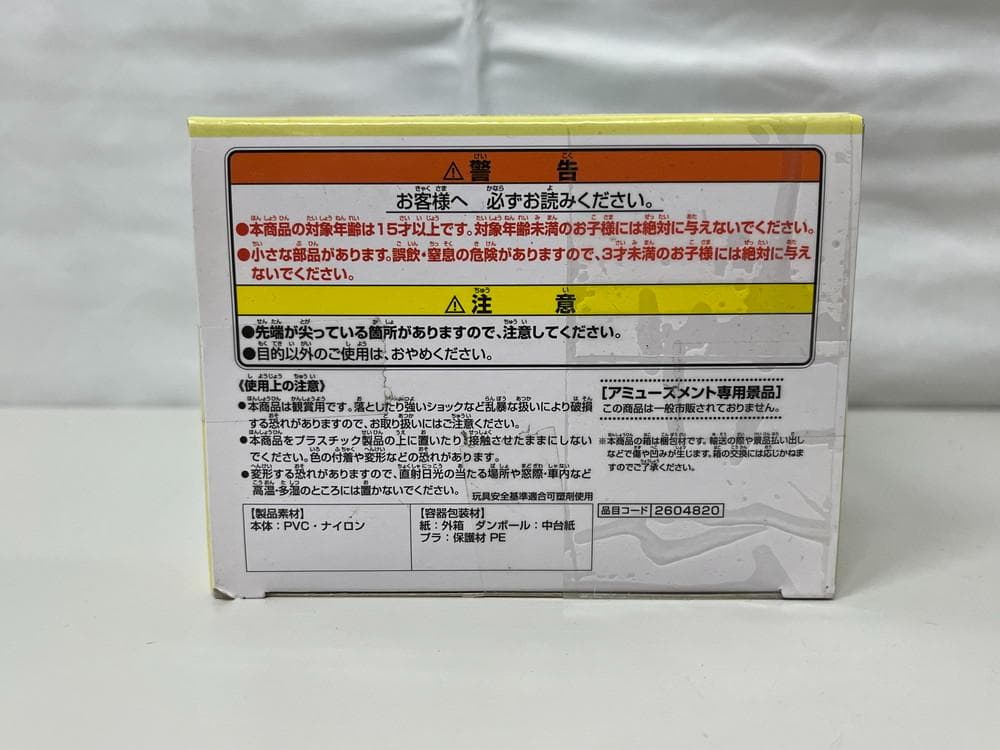 ⚠警告
お客様へ 必ずお読みください。
●本商品の対象年齢は15才以上です。対象年齢未満のお子様には絶対に与えないでください。
●小さな部品があります。誤飲・窒息の危険がありますので、3才未満のお子様には絶対に与え
ないでください。
⚠注意
●先端が尖っている箇所がありますので、注意してください。
●目的以外のご使用は、おやめください。
《使用上の注意》
●本商品は観賞用です。落としたり強いショックなど乱暴な扱いにより破損
する恐れがありますので、お取り扱いにはご注意ください。
●本商品をプラスチック製品の上に置いたり、接触させたままにしない
でください。色の付着や変形などの恐れがあります。
●変形する恐れがありますので、直射日光の当たる場所や窓際・車内など
高温・多湿のところには置かないでください。
玩具安全基準適合可塑剤使用
【製品素材】
本体：PVC・ナイロン
【容器包装材】
紙：外箱 ダンボール：中台紙
プラ：保護材 PE
［アミューズメント専用景品］
この商品は一般市販されておりません。
※本商品の箱は梱包材です。輸送の際や景品払い出し
などで傷や凹みが生じます。箱の交換には応じかねま
すのでご了承ください。
品目コード 2604820